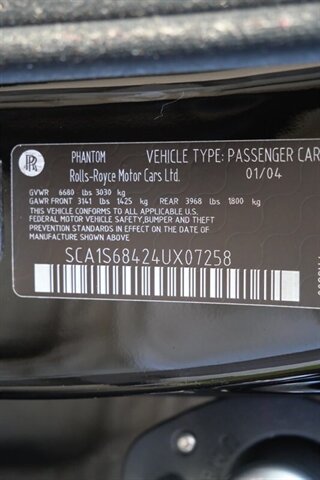 RR
PHANTOM VEHICLE TYPE: PASSENGER CAR
Rolls-Royce Motor Cars Ltd. 01/04
GVWR 6680 lbs 3030 kg
GAWR FRONT 3141 lbs 1425 kg GAWR REAR 3968 lbs 1800 kg
THIS VEHICLE CONFORMS TO ALL APPLICABLE U.S.
FEDERAL MOTOR VEHICLE SAFETY,BUMPER AND THEFT
PREVENTION STANDARDS IN EFFECT ON THE DATE OF
MANUFACTURE SHOWN ABOVE
SCA1S68424UX07258